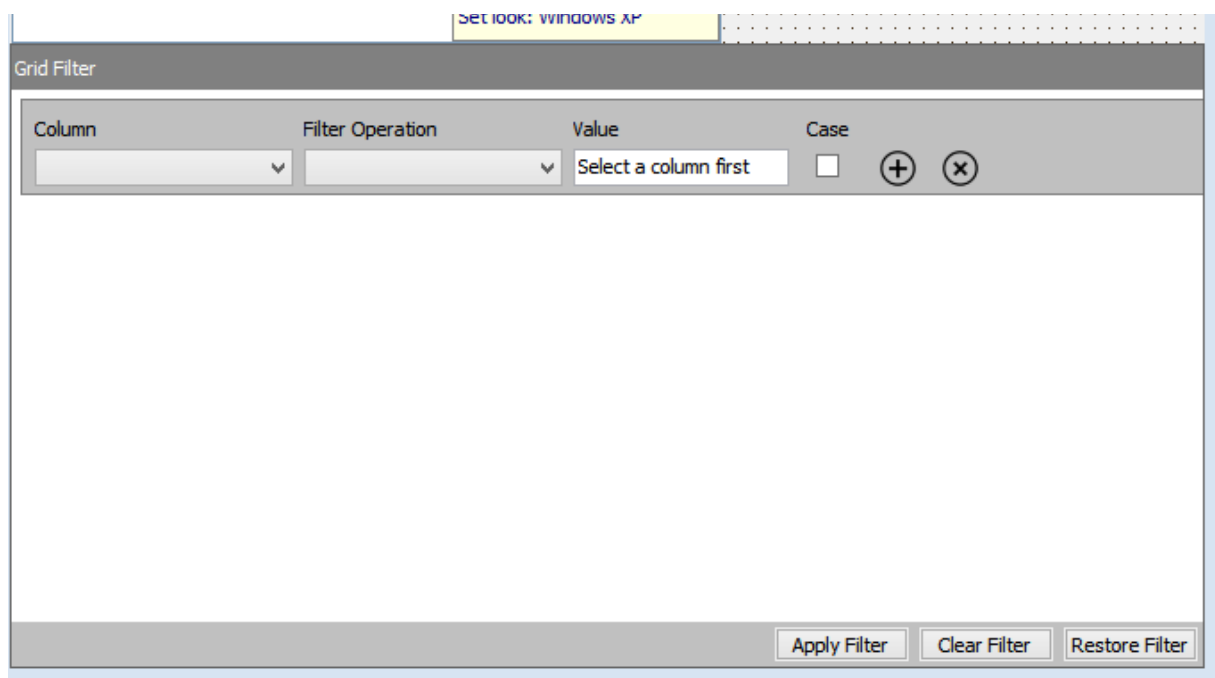 Set look: Windows XP
Grid Filter
Column Filter Operation Value Case
Select a column first
Apply Filter Clear Filter Restore Filter